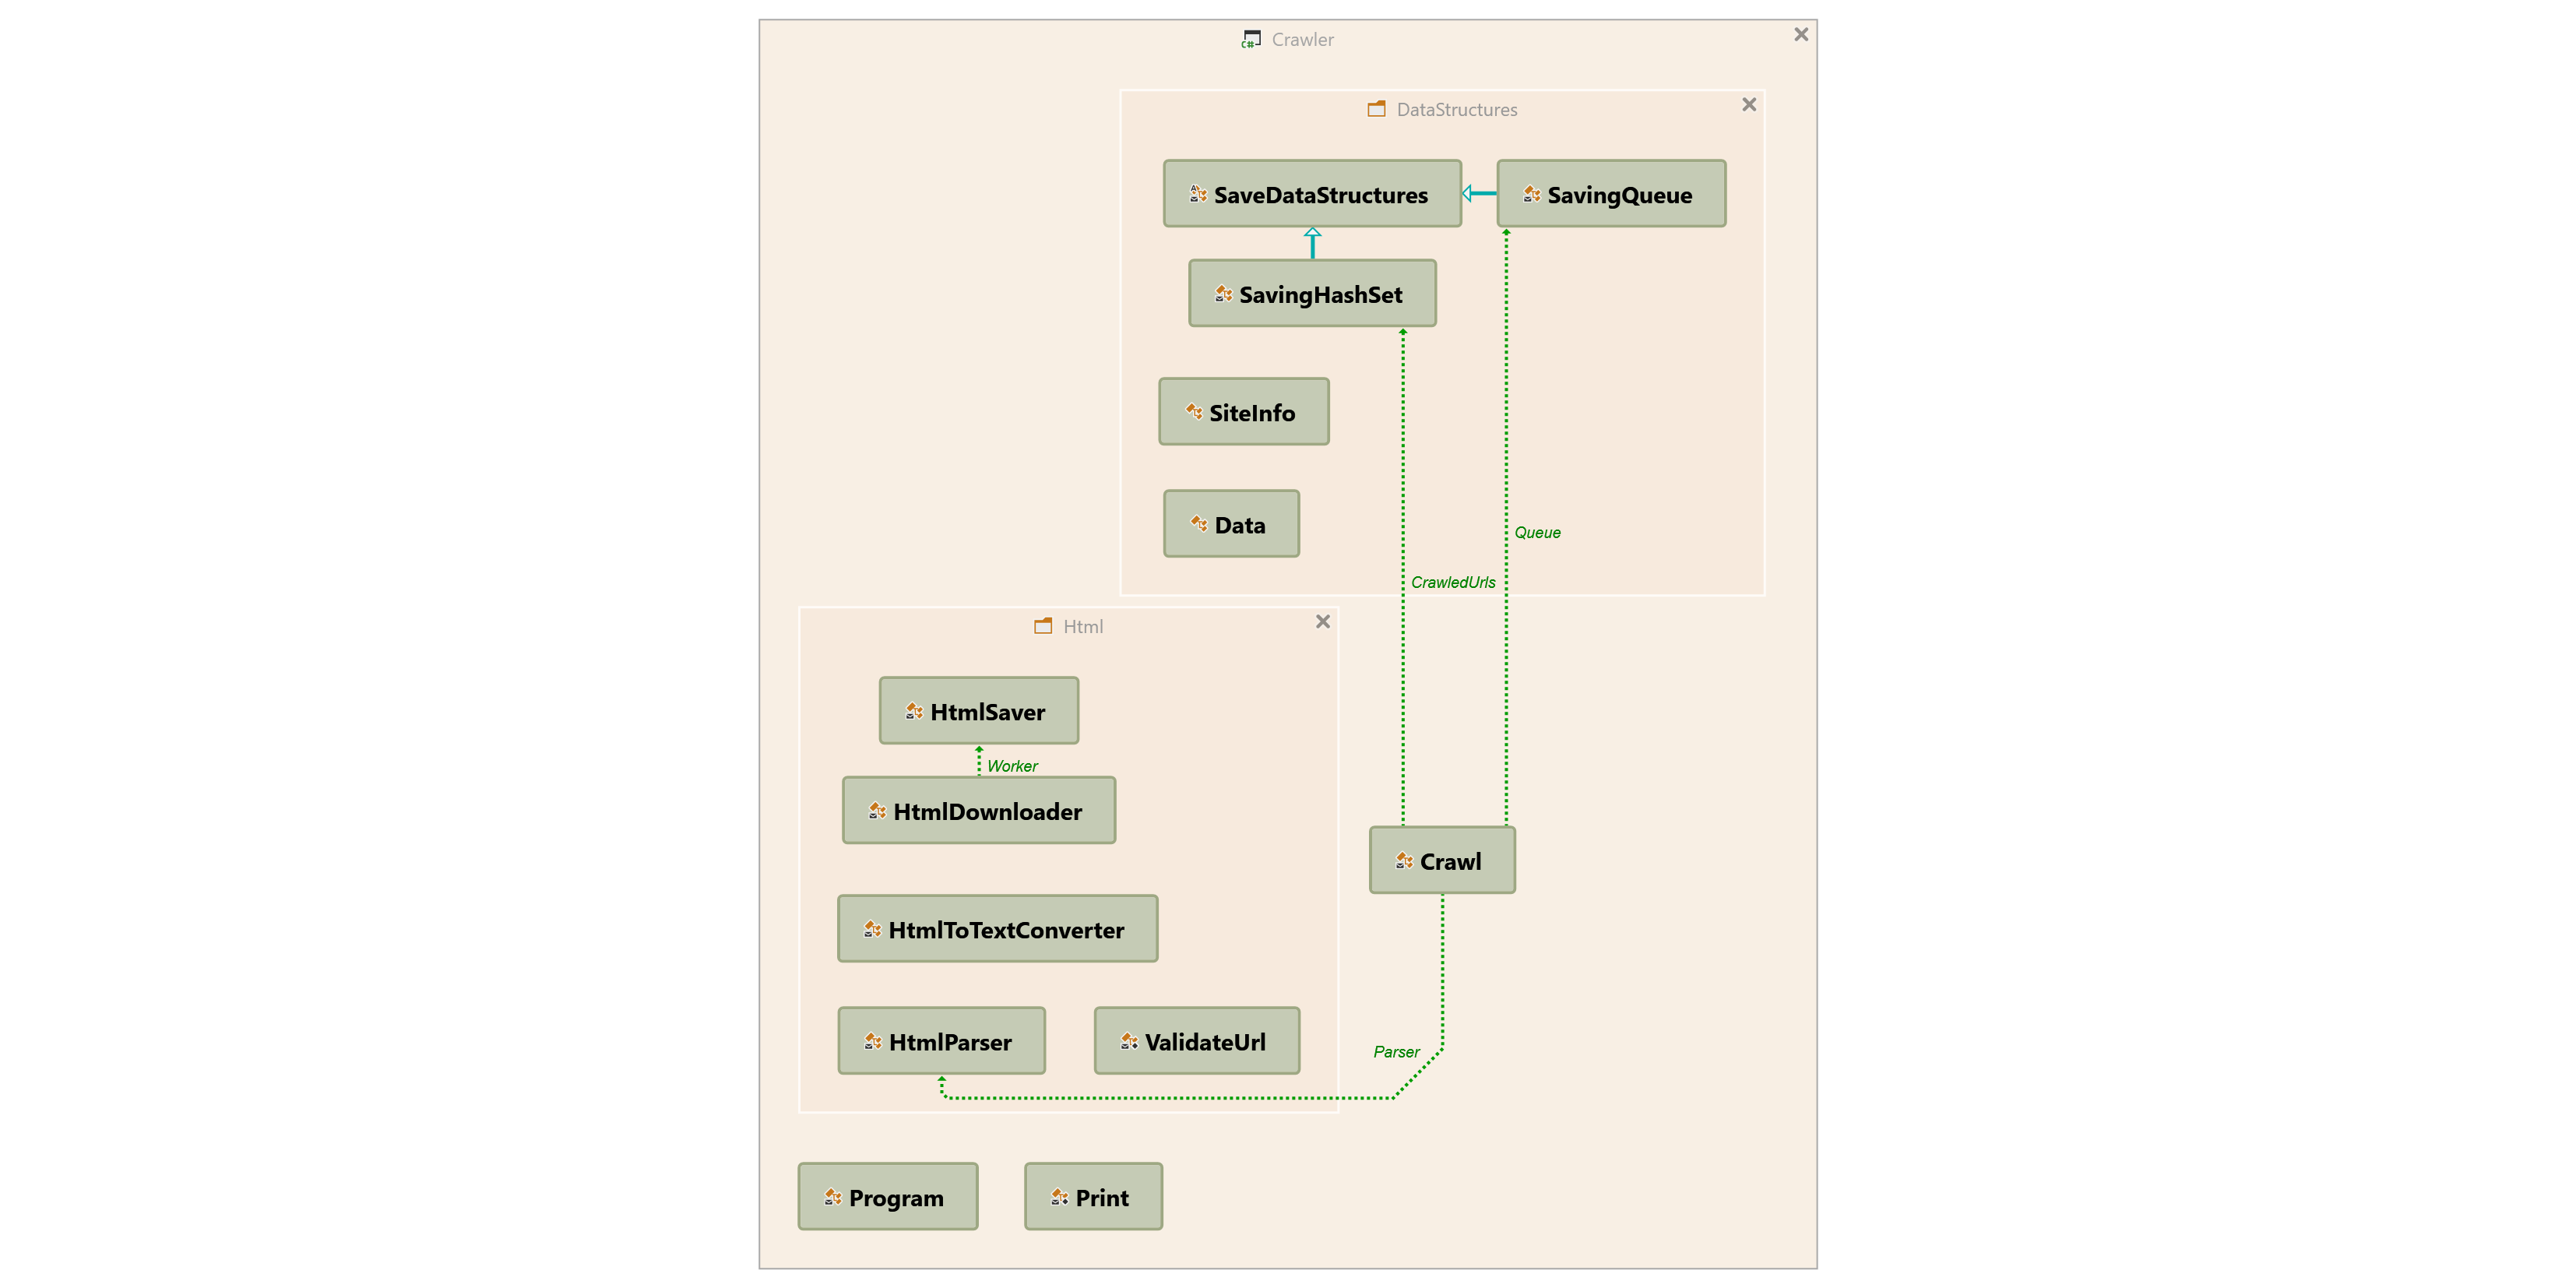 C# Crawler
DataStructures
SaveDataStructures
SavingQueue
SavingHashSet
SiteInfo
Data
Queue
CrawledUrls
Html
HtmlSaver
Worker
HtmlDownloader
Crawl
HtmlToTextConverter
HtmlParser
ValidateUrl
Parser
Program
Print